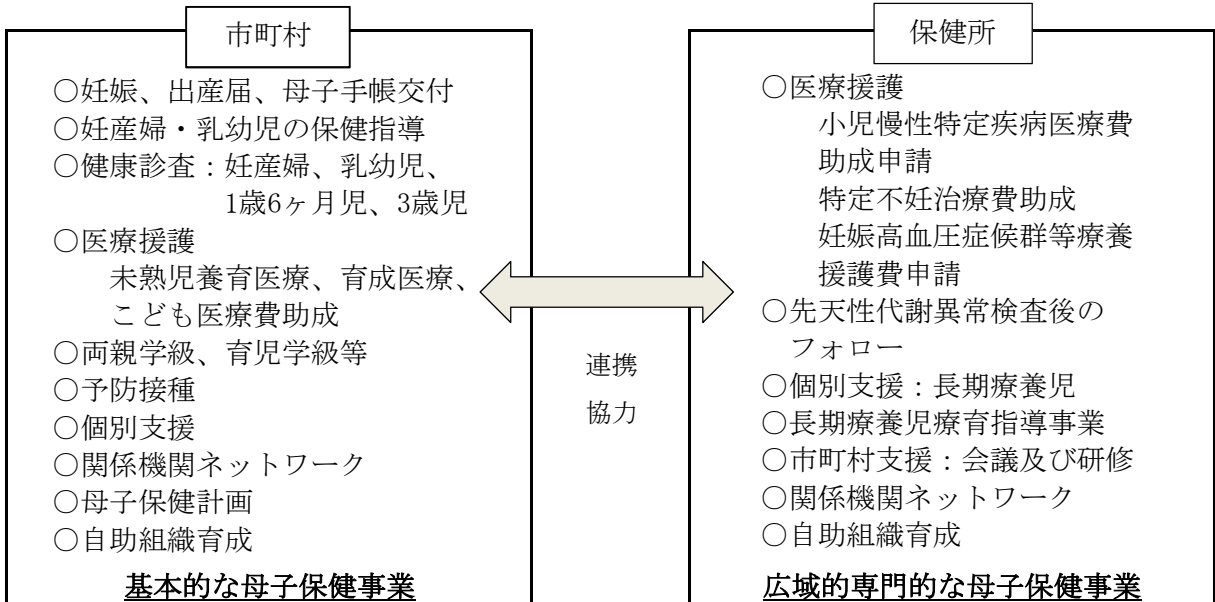 市町村
○妊娠、出産届、母子手帳交付
○妊産婦・乳幼児の保健指導
○健康診査：妊産婦、乳幼児、
1歳6ヶ月児、3歳児
○医療援護
未熟児養育医療、育成医療、
こども医療費助成
○両親学級、育児学級等
○予防接種
○個別支援
○関係機関ネットワーク
○母子保健計画
○自助組織育成
基本的な母子保健事業
連携
協力
保健所
○医療援護
小児慢性特定疾病医療費
助成申請
特定不妊治療費助成
妊娠高血圧症候群等療養
援護費申請
○先天性代謝異常検査後の
フォロー
○個別支援：長期療養児
○長期療養児療育指導事業
○市町村支援：会議及び研修
○関係機関ネットワーク
○自助組織育成
広域的専門的な母子保健事業